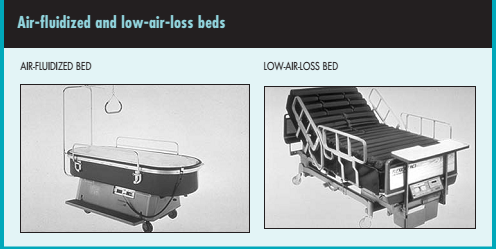 Air-fluidized and low-air-loss beds
AIR-FLUIDIZED BED
LOW-AIR-LOSS BED